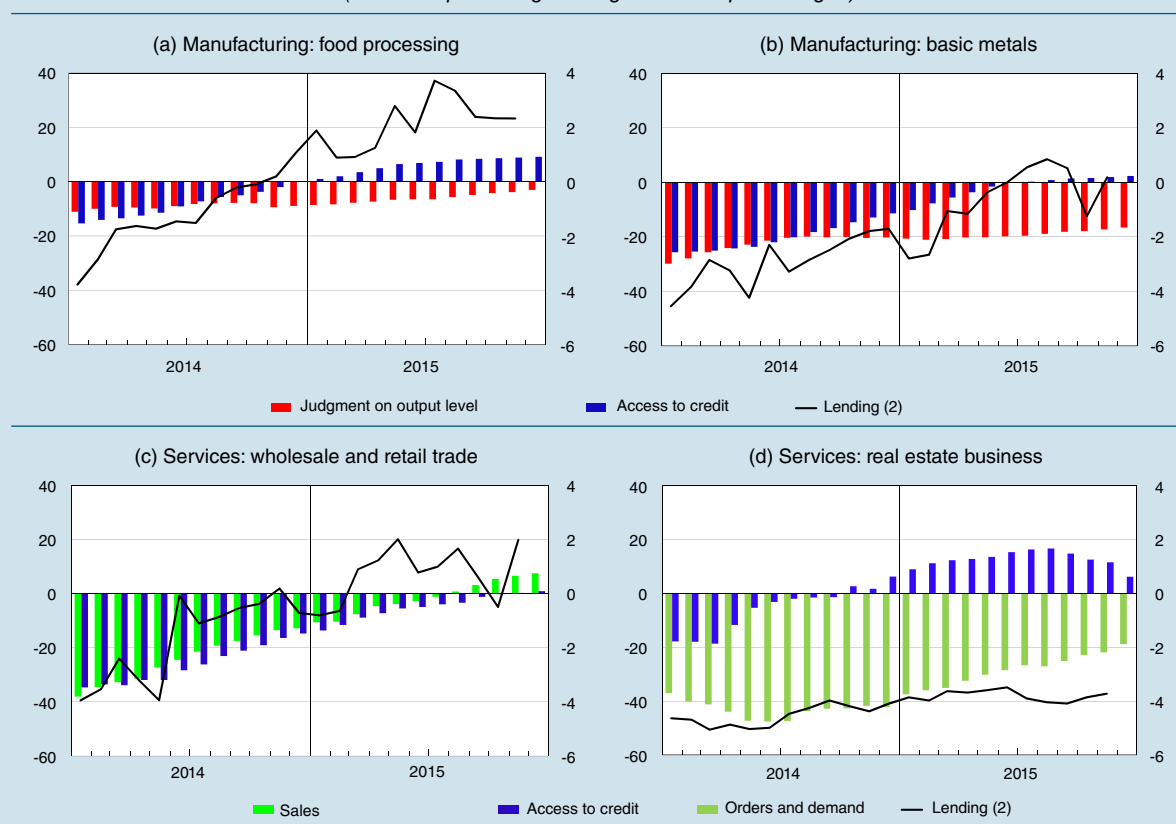 (a) Manufacturing: food processing
(b) Manufacturing: basic metals
40 4 40 4
20 2 20 2
0 0 0 0
-20 -2 -20 -2
-40 -4 -40 -4
-60 -6 -60 -6
2014 2015 2014 2015
Judgment on output level Access to credit Lending (2)
(c) Services: wholesale and retail trade
(d) Services: real estate business
40 4 40 4
20 2 20 2
0 0 0 0
-20 -2 -20 -2
-40 -4 -40 -4
-60 -6 -60 -6
2014 2015 2014 2015
Sales Access to credit Orders and demand Lending (2)